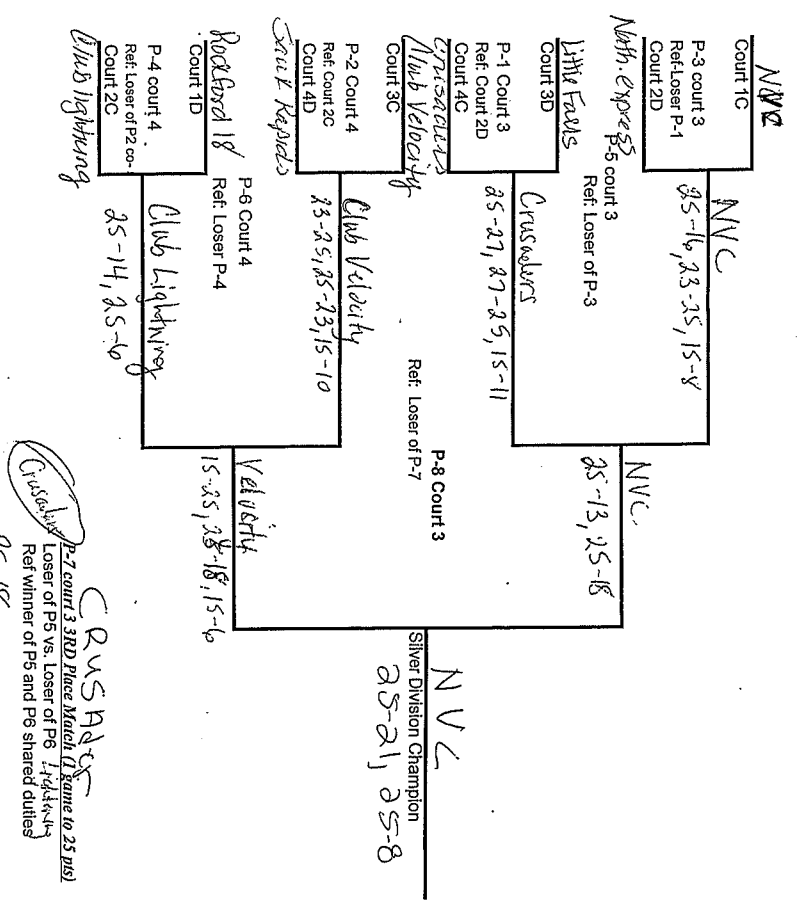 NVC
Court 1C
P-3 court 3
Ref-Loser P-1
Court 2D
North. express
NVC
25-16, 23-25, 15-8
P-5 court 3
Ref: Loser of P-3
Little Falls
Court 3D
P-1 Court 3
Ref: Court 2D
Court 4C
Crusaders
Crusaders
25-27, 27-25, 15-11
NVC
25-13, 25-18
Club Velocity
Court 3C
P-2 Court 4
Ref: Court 2C
Court 4D
Sauk Rapids
Club Velocity
23-25, 25-23, 15-10
P-6 Court 4
Ref: Loser P-4
Rockford 18
Court 1D
P-4 court 4
Ref: Loser of P2 co-
Court 2C
Club lightning
Club Lightning
25-14, 25-6
Velocity
15-25, 25-18, 15-6
P-8 Court 3
Ref: Loser of P-7
NVC
Silver Division Champion
25-21, 25-8
Crusader
Crusaders
P-7 court 3 3RD Place Match (1 game to 25 pts)
Loser of P5 vs. Loser of P6 Lightning
Ref winner of P5 and P6 shared duties